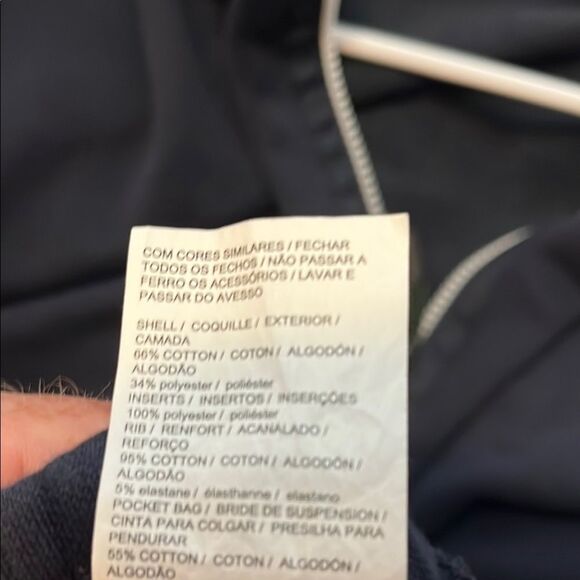 COM CORES SIMILARES / FECHAR
TODOS OS FECHOS / NÃO PASSAR A
FERRO OS ACESSÓRIOS / LAVAR E
PASSAR DO AVESSO
SHELL / COQUILLE / EXTERIOR /
CAMADA
66% COTTON / COTON / ALGODÓN /
ALGODÃO
34% polyester / poliéster
INSERTS / INSERTOS / INSERÇÕES
100% polyester / poliéster
RIB / RENFORT / ACANALADO /
REFORÇO
95% COTTON / COTON / ALGODÓN /
ALGODÃO
5% elastane / élasthanne / elastano
POCKET BAG / BRIDE DE SUSPENSION /
CINTA PARA COLGAR / PRESILHA PARA
PENDURAR
55% COTTON / COTON / ALGODÓN /
ALGODÃO